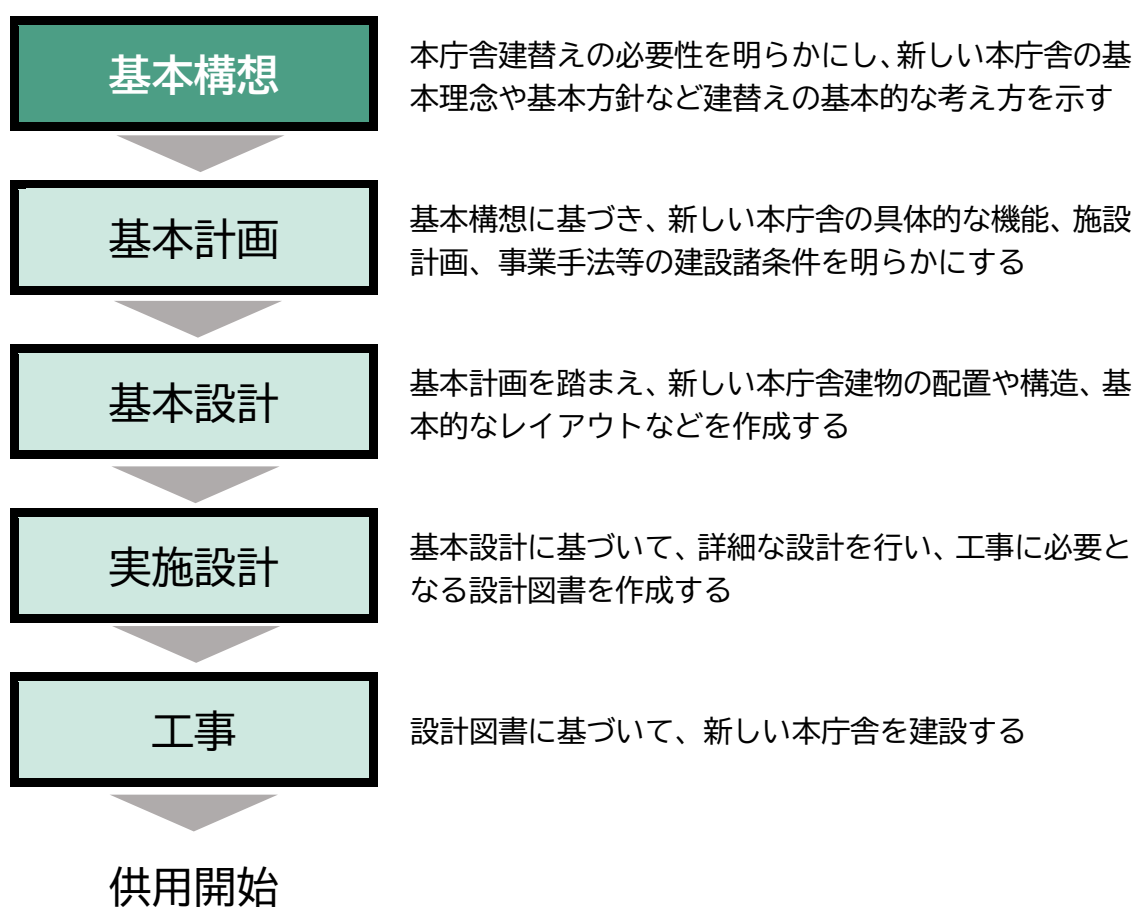 基本構想
本庁舎建替えの必要性を明らかにし、新しい本庁舎の基
本理念や基本方針など建替えの基本的な考え方を示す
基本計画
基本構想に基づき、新しい本庁舎の具体的な機能、施設
計画、事業手法等の建設諸条件を明らかにする
基本設計
基本計画を踏まえ、新しい本庁舎建物の配置や構造、基
本的なレイアウトなどを作成する
実施設計
基本設計に基づいて、詳細な設計を行い、工事に必要と
なる設計図書を作成する
工事
設計図書に基づいて、新しい本庁舎を建設する
供用開始